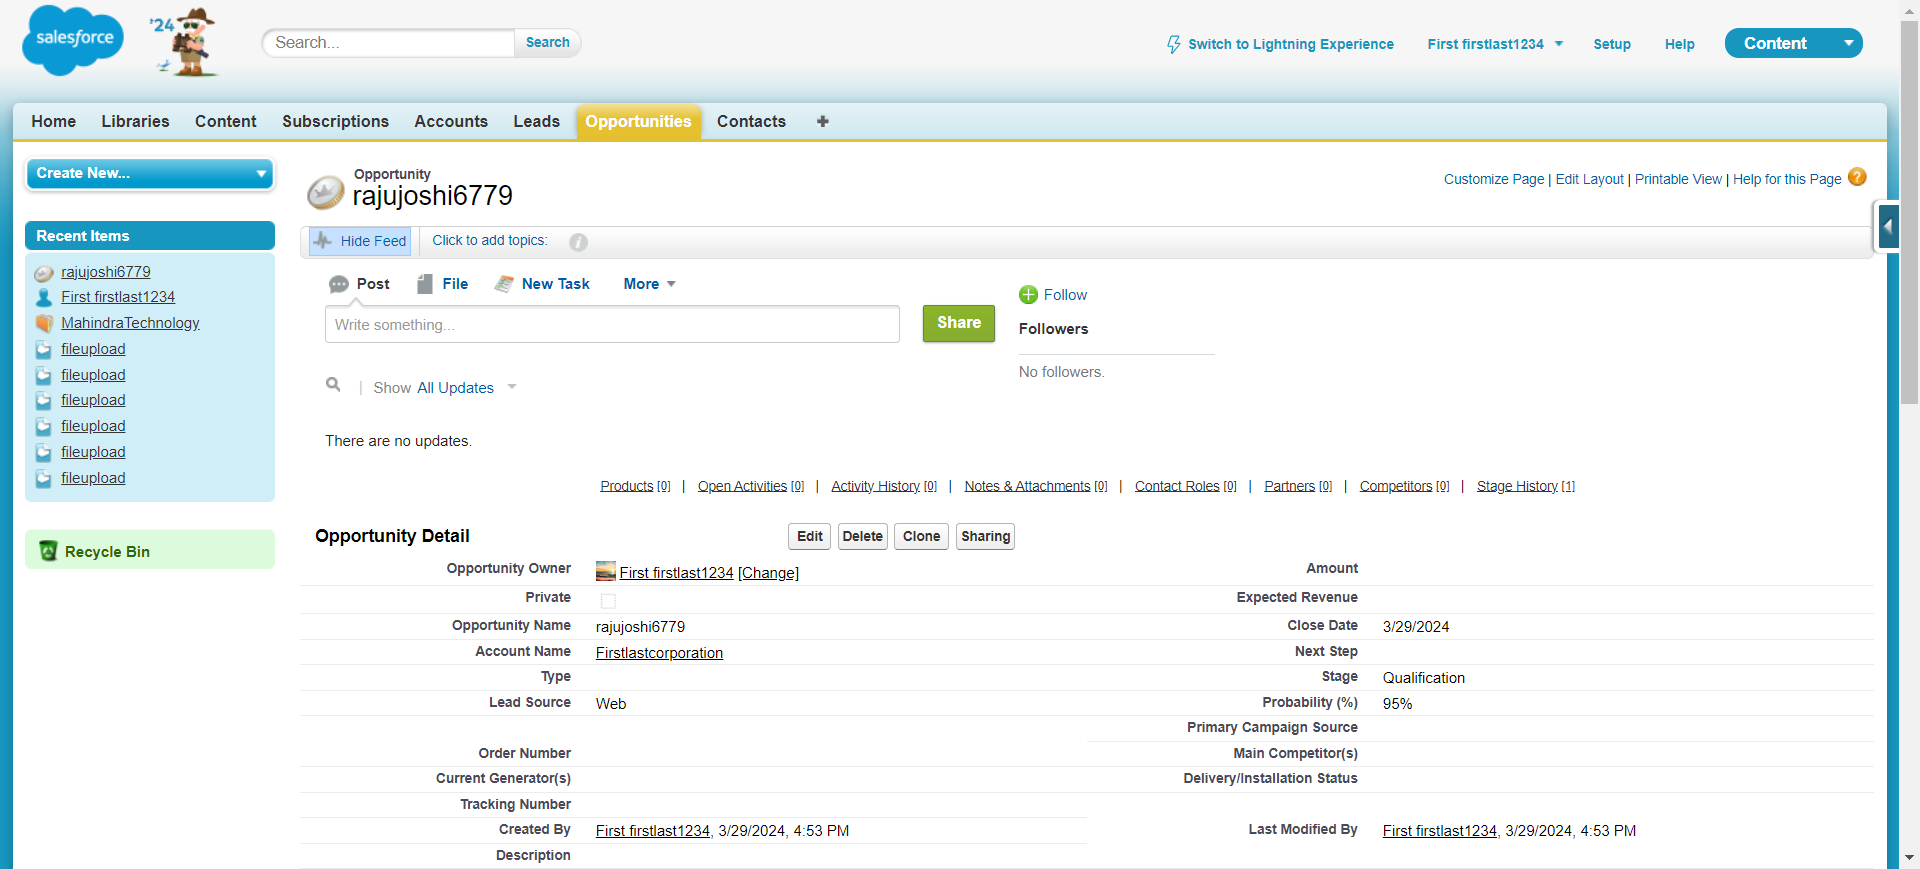 salesforce
'24
Search...
Search
Switch to Lightning Experience
First firstlast1234
Setup
Help
Content
Home
Libraries
Content
Subscriptions
Accounts
Leads
Opportunities
Contacts
+
Create New...
Recent Items
rajujoshi6779
First firstlast1234
MahindraTechnology
fileupload
fileupload
fileupload
fileupload
fileupload
fileupload
Recycle Bin
Opportunity
rajujoshi6779
Customize Page | Edit Layout | Printable View | Help for this Page ?
Hide Feed
Click to add topics:
i
Post
File
New Task
More
Write something...
Share
Follow
Followers
No followers.
| Show All Updates
There are no updates.
Products [0] | Open Activities [0] | Activity History [0] | Notes & Attachments [0] | Contact Roles [0] | Partners [0] | Competitors [0] | Stage History [1]
Opportunity Detail
Edit
Delete
Clone
Sharing
Opportunity Owner First firstlast1234 [Change] Amount
Private Expected Revenue
Opportunity Name rajujoshi6779 Close Date 3/29/2024
Account Name Firstlastcorporation Next Step
Type Stage Qualification
Lead Source Web Probability (%) 95%
Primary Campaign Source
Order Number Main Competitor(s)
Current Generator(s) Delivery/Installation Status
Tracking Number
Created By First firstlast1234, 3/29/2024, 4:53 PM Last Modified By First firstlast1234, 3/29/2024, 4:53 PM
Description